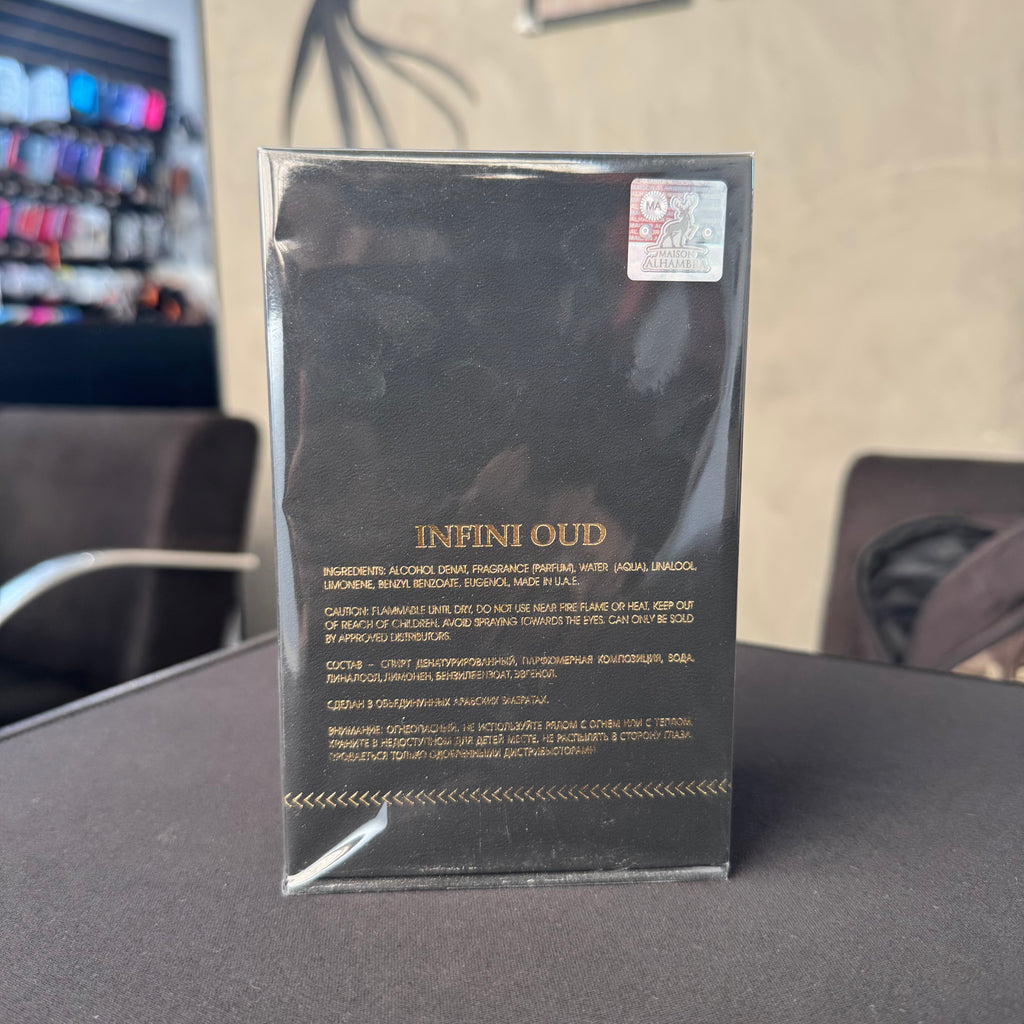 MA
MAISON
ALHAMBRA
INFINI OUD
INGREDIENTS: ALCOHOL DENAT, FRAGRANCE (PARFUM), WATER (AQUA), LINALOOL,
LIMONENE, BENZYL BENZOATE, EUGENOL, MADE IN U.A.E.
CAUTION: FLAMMABLE UNTIL DRY, DO NOT USE NEAR FIRE FLAME OR HEAT, KEEP OUT
OF REACH OF CHILDREN. AVOID SPRAYING TOWARDS THE EYES. CAN ONLY BE SOLD
BY APPROVED DISTRIBUTORS.
СОСТАВ – СПИРТ ДЕНАТУРИРОВАННЫЙ, ПАРФЮМЕРНАЯ КОМПОЗИЦИЯ, ВОДА,
ЛИНАЛООЛ, ЛИМОНЕН, БЕНЗИЛБЕНЗОАТ, ЭВГЕНОЛ.
СДЕЛАН В ОБЪЕДИНУННЫХ АРАБСКИХ ЭМИРАТАХ.
ВНИМАНИЕ: ОГНЕОПАСНЫЙ, НЕ ИСПОЛЬЗУЙТЕ РЯДОМ С ОГНЕМ ИЛИ С ТЕПЛОМ,
ХРАНИТЕ В НЕДОСТУПНОМ ДЛЯ ДЕТЕЙ МЕСТЕ, НЕ РАСПЫЛЯТЬ В СТОРОНУ ГЛАЗА,
ПРОДАЕТЬСЯ ТОЛЬКО ОДОБРЕННЫМИ ДИСТРИБЬЮТОРАМИ